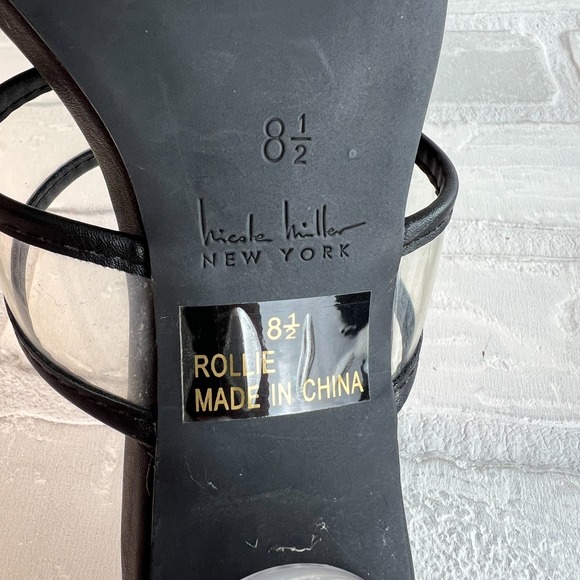 8½
Nicole Miller
NEW YORK
8½
ROLLIE
MADE IN CHINA